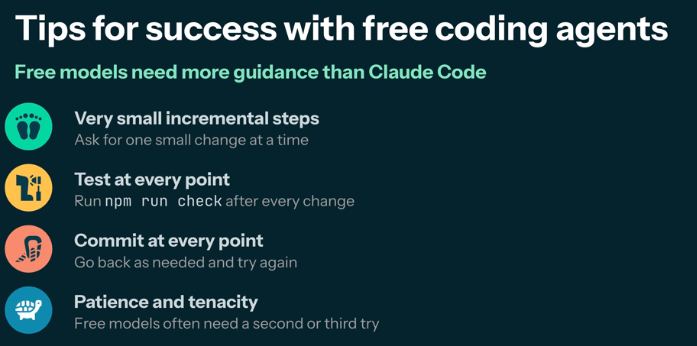 Tips for success with free coding agents
Free models need more guidance than Claude Code
Very small incremental steps
Ask for one small change at a time
Test at every point
Run npm run check after every change
Commit at every point
Go back as needed and try again
Patience and tenacity
Free models often need a second or third try